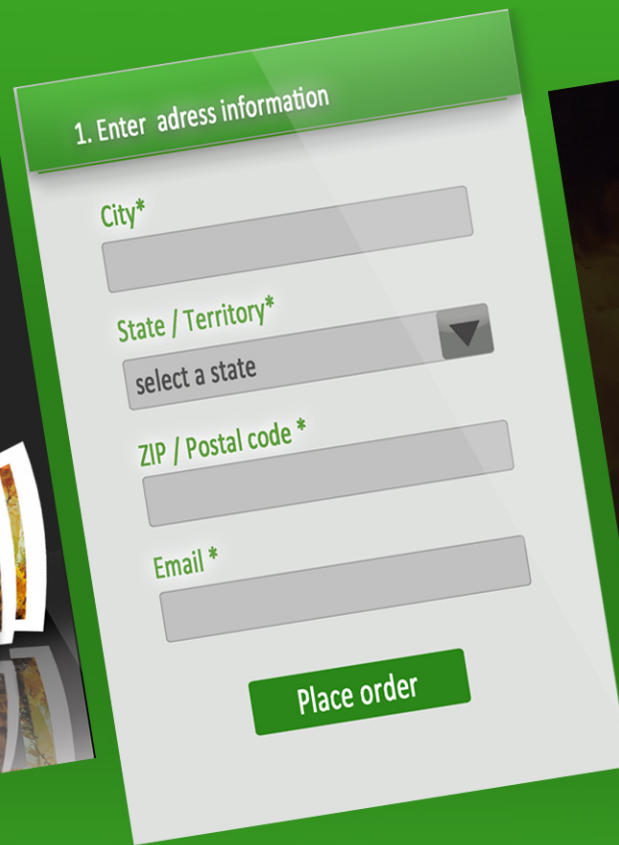 1. Enter adress information
City*
State / Territory*
select a state
ZIP / Postal code *
Email *
Place order